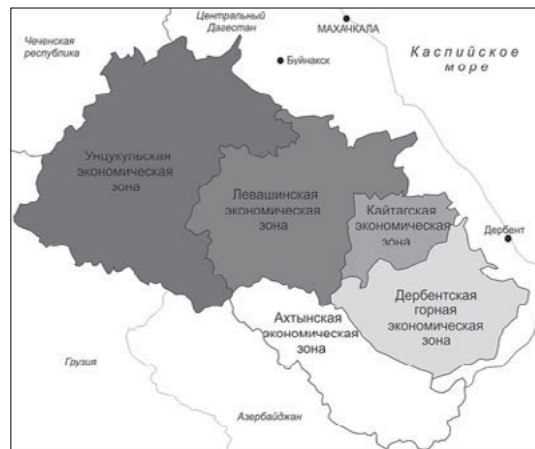 Центральный
Дагестан
МАХАЧКАЛА
Чеченская
республика
Буйнакск
Каспийское
море
Унцукульская
экономическая
зона
Левашинская
экономическая
зона
Кайтагская
экономическая
зона
Дербент
Дербентская
горная
экономическая
зона
Ахтынская
экономическая
зона
Грузия
Азербайджан